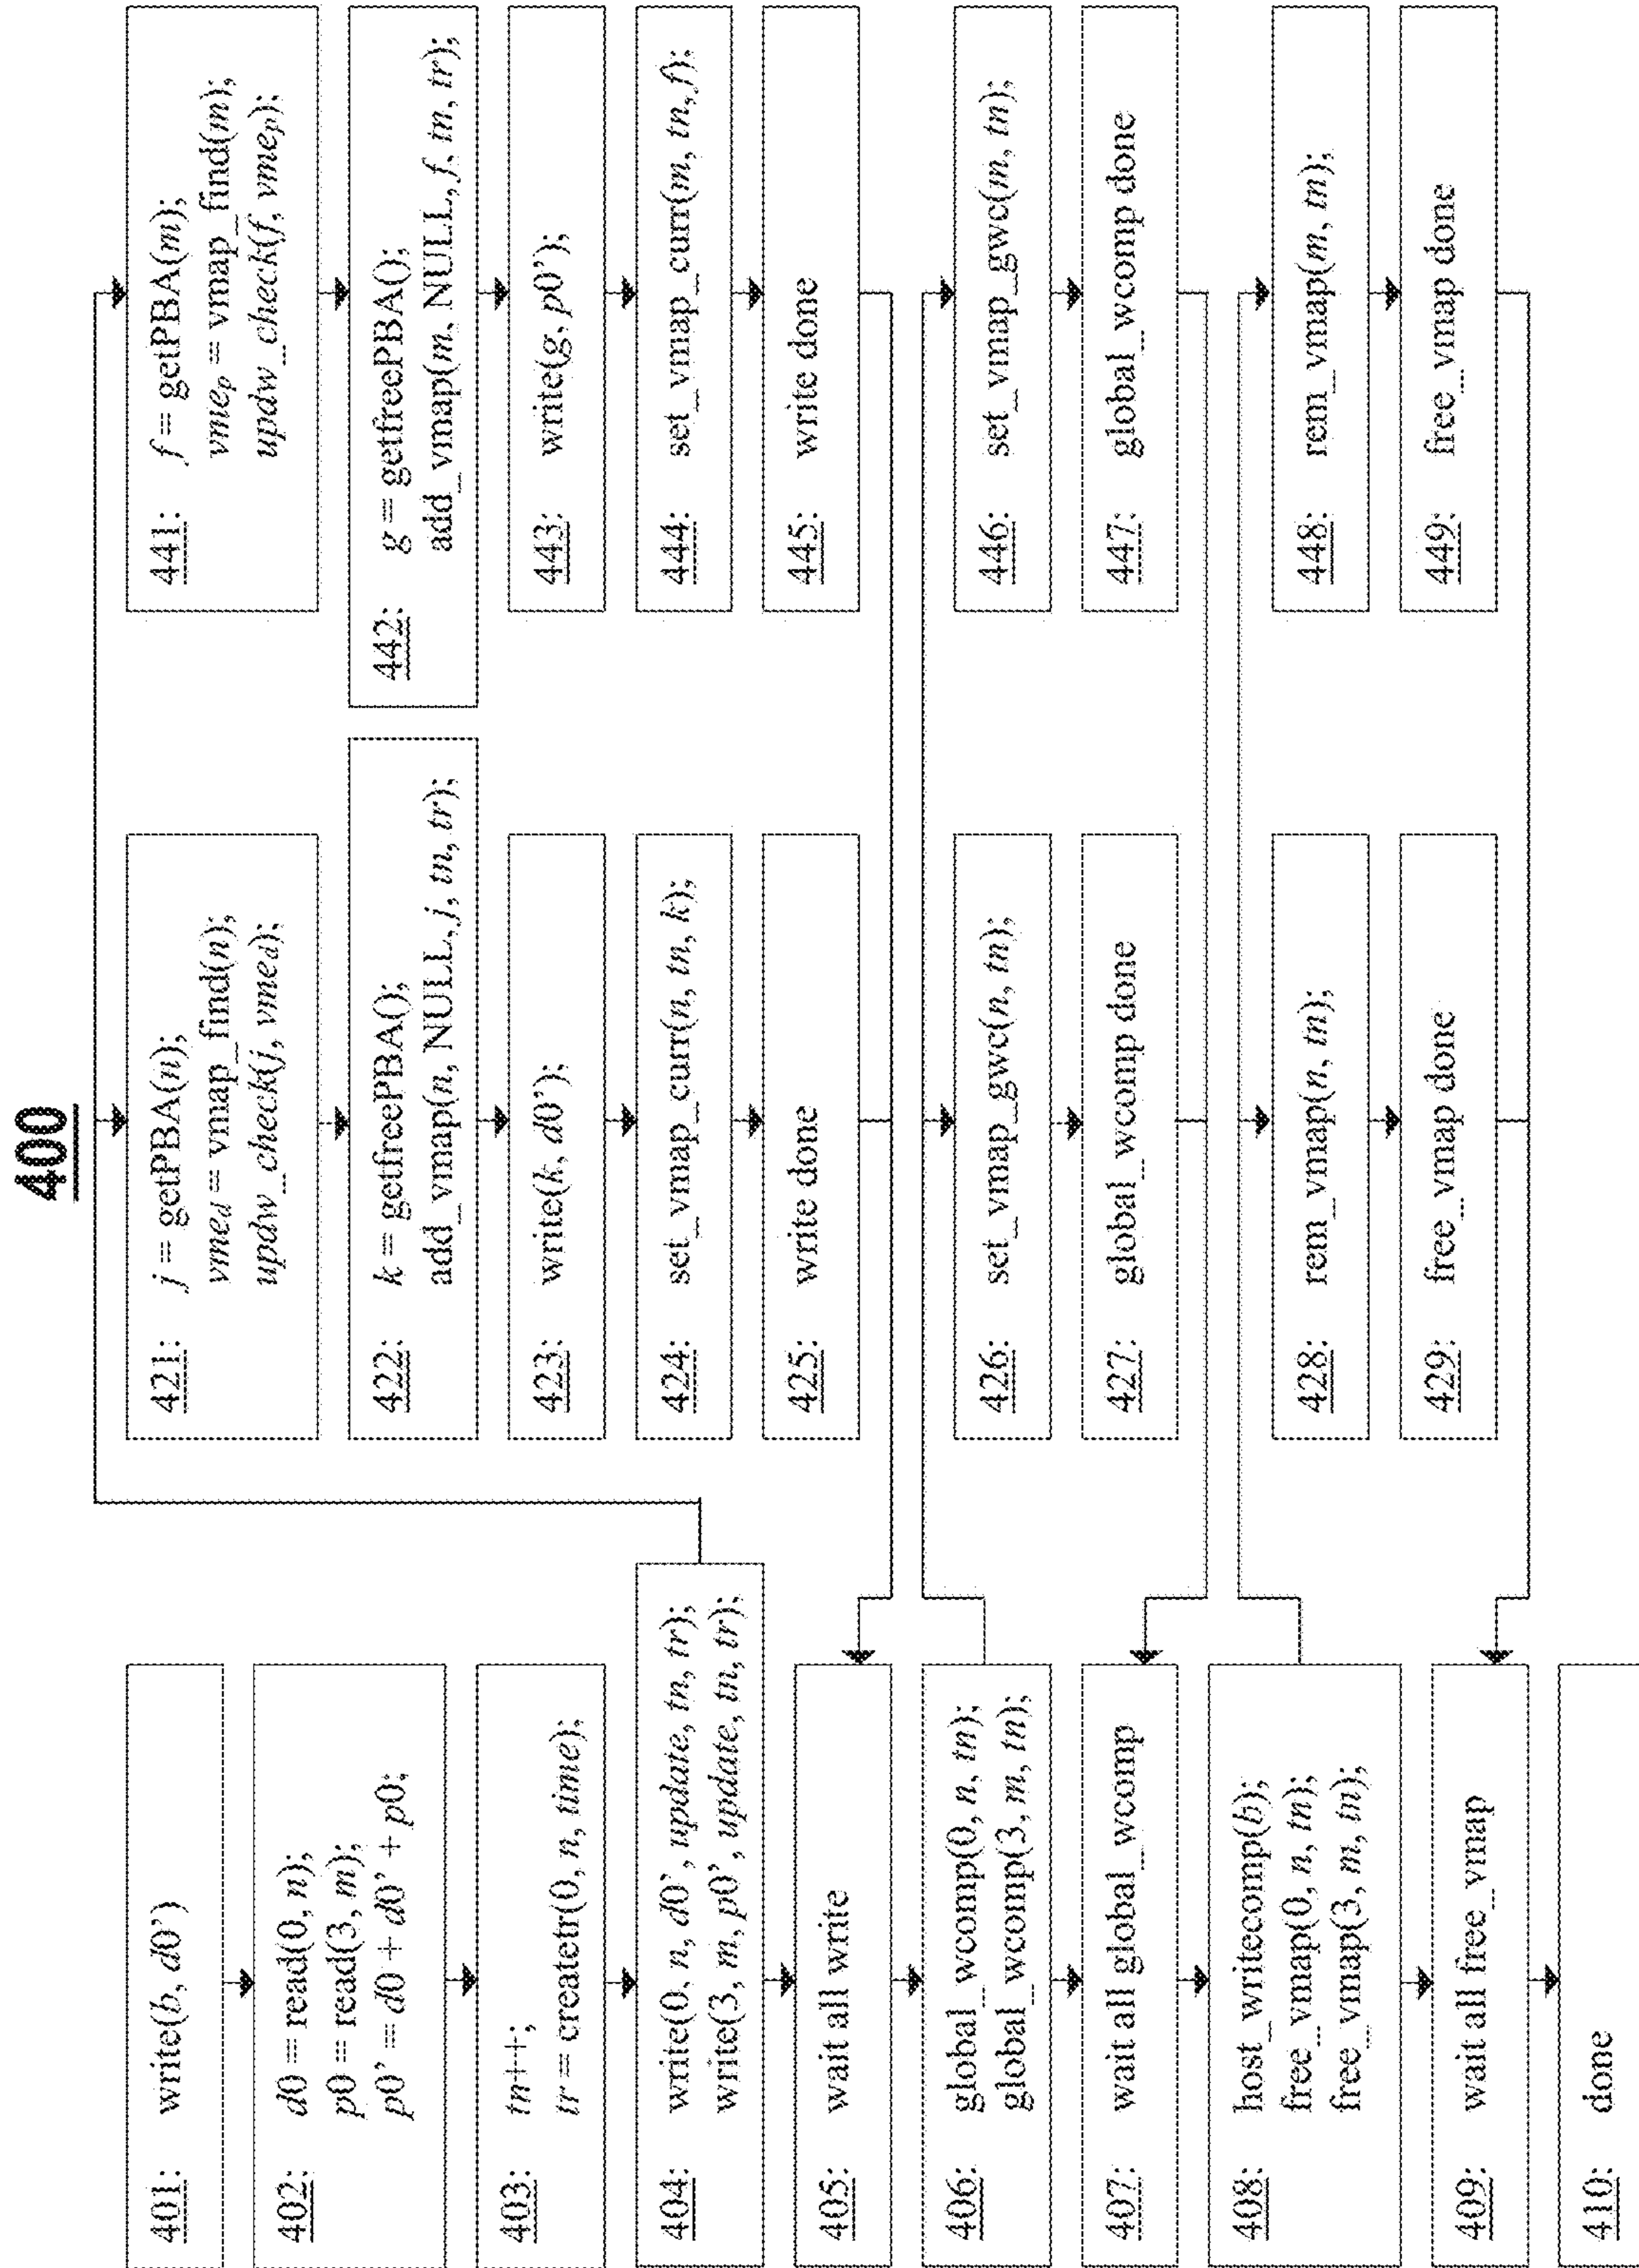 400
401: write(b, d0’)
402: d0 = read(0, n);
p0 = read(3, m);
p0’ = d0 + d0’ + p0;
403: tn++;
tr = createtr(0, n, time);
404: write(0, n, d0’, update, tn, tr);
write(3, m, p0’, update, tn, tr);
405: wait all write
406: global_wcomp(0, n, tn);
global_wcomp(3, m, tn);
407: wait all global_wcomp
408: host_writecomp(b);
free_vmap(0, n, tn);
free_vmap(3, m, tn);
409: wait all free_vmap
410: done
421: j = getPBA(n);
vmed = vmap_find(n);
updw_check(j, vmed);
422: k = getfreePBA();
add_vmap(n, NULL, j, tn, tr);
423: write(k, d0’);
424: set_vmap_curr(n, tn, k);
425: write done
426: set_vmap_gwc(n, tn);
427: global_wcomp done
428: rem_vmap(n, tn);
429: free_vmap done
441: f = getPBA(m);
vmep = vmap_find(m);
updw_check(f, vmep);
442: g = getfreePBA();
add_vmap(m, NULL, f, tn, tr);
443: write(g, p0’);
444: set_vmap_curr(m, tn, f);
445: write done
446: set_vmap_gwc(m, tn);
447: global_wcomp done
448: rem_vmap(m, tn);
449: free_vmap done